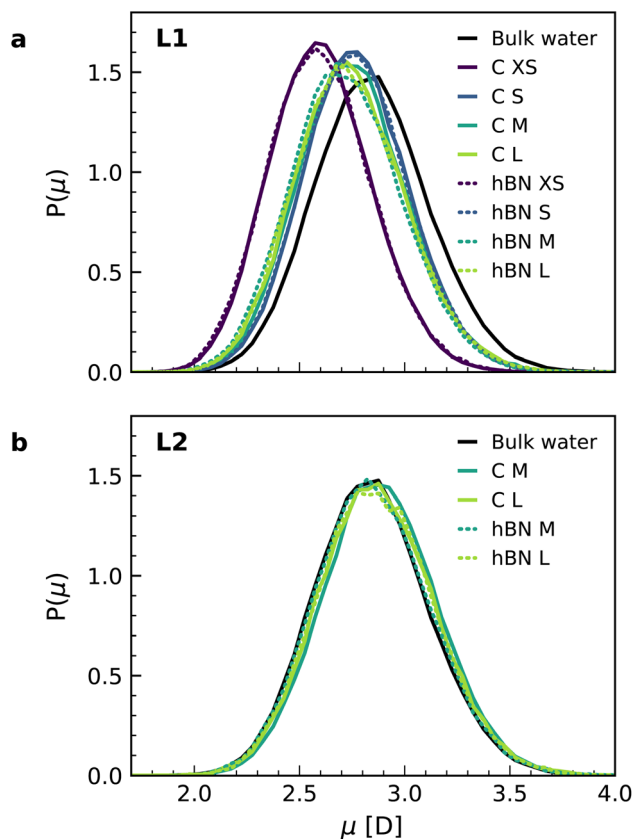 a
L1
Bulk water
C XS
C S
C M
C L
hBN XS
hBN S
hBN M
hBN L
P(μ)
1.5
1.0
0.5
0.0
b
L2
Bulk water
C M
C L
hBN M
hBN L
P(μ)
1.5
1.0
0.5
0.0
2.0 2.5 3.0 3.5 4.0
μ [D]